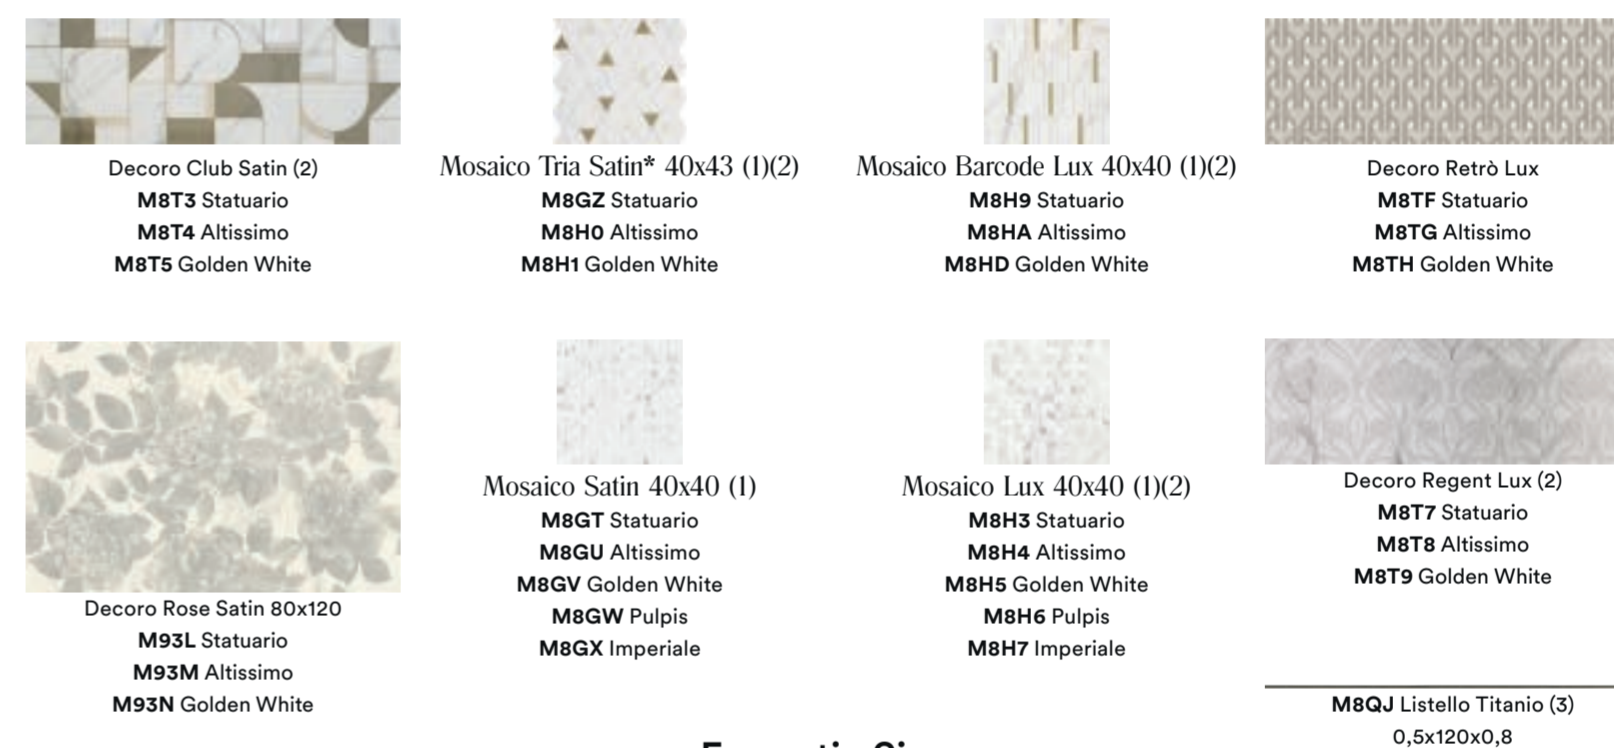 Decoro Club Satin (2)
M8T3 Statuario
M8T4 Altissimo
M8T5 Golden White
Mosaico Tria Satin* 40x43 (1)(2)
M8GZ Statuario
M8H0 Altissimo
M8H1 Golden White
Mosaico Barcode Lux 40x40 (1)(2)
M8H9 Statuario
M8HA Altissimo
M8HD Golden White
Decoro Retrò Lux
M8TF Statuario
M8TG Altissimo
M8TH Golden White
Decoro Rose Satin 80x120
M93L Statuario
M93M Altissimo
M93N Golden White
Mosaico Satin 40x40 (1)
M8GT Statuario
M8GU Altissimo
M8GV Golden White
M8GW Pulpis
M8GX Imperiale
Mosaico Lux 40x40 (1)(2)
M8H3 Statuario
M8H4 Altissimo
M8H5 Golden White
M8H6 Pulpis
M8H7 Imperiale
Decoro Regent Lux (2)
M8T7 Statuario
M8T8 Altissimo
M8T9 Golden White
M8QJ Listello Titanio (3)
0,5x120x0,8